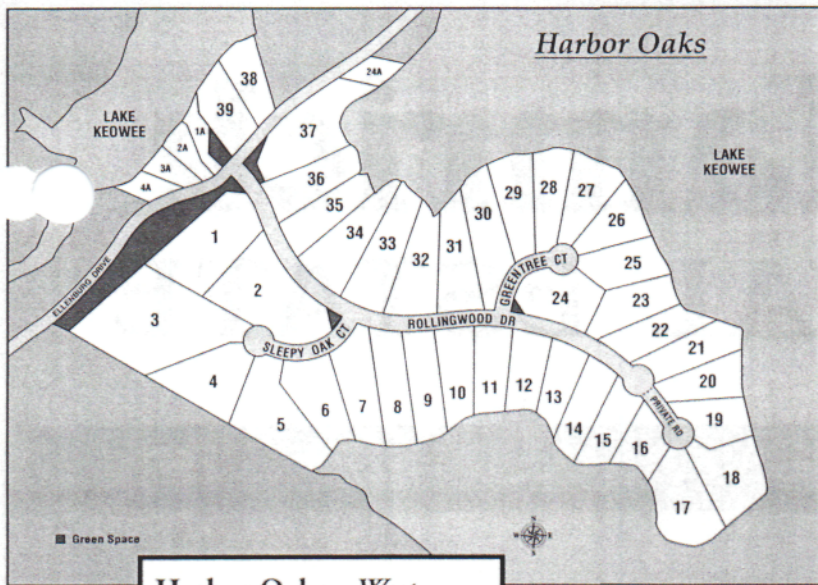 Harbor Oaks
24A
38
39
37
LAKE
KEOWEE
1A
2A
3A
4A
LAKE
KEOWEE
36
35
34
33
32
31
30
29
28
27
26
25
24
23
22
21
20
19
18
17
16
15
14
13
12
11
10
9
8
7
6
5
4
3
2
1
ELLENBURG DRIVE
GREENTREE CT
ROLLINGWOOD DR
SLEEPY OAK CT
PRIVATE RD
N
W E
S
Green Space